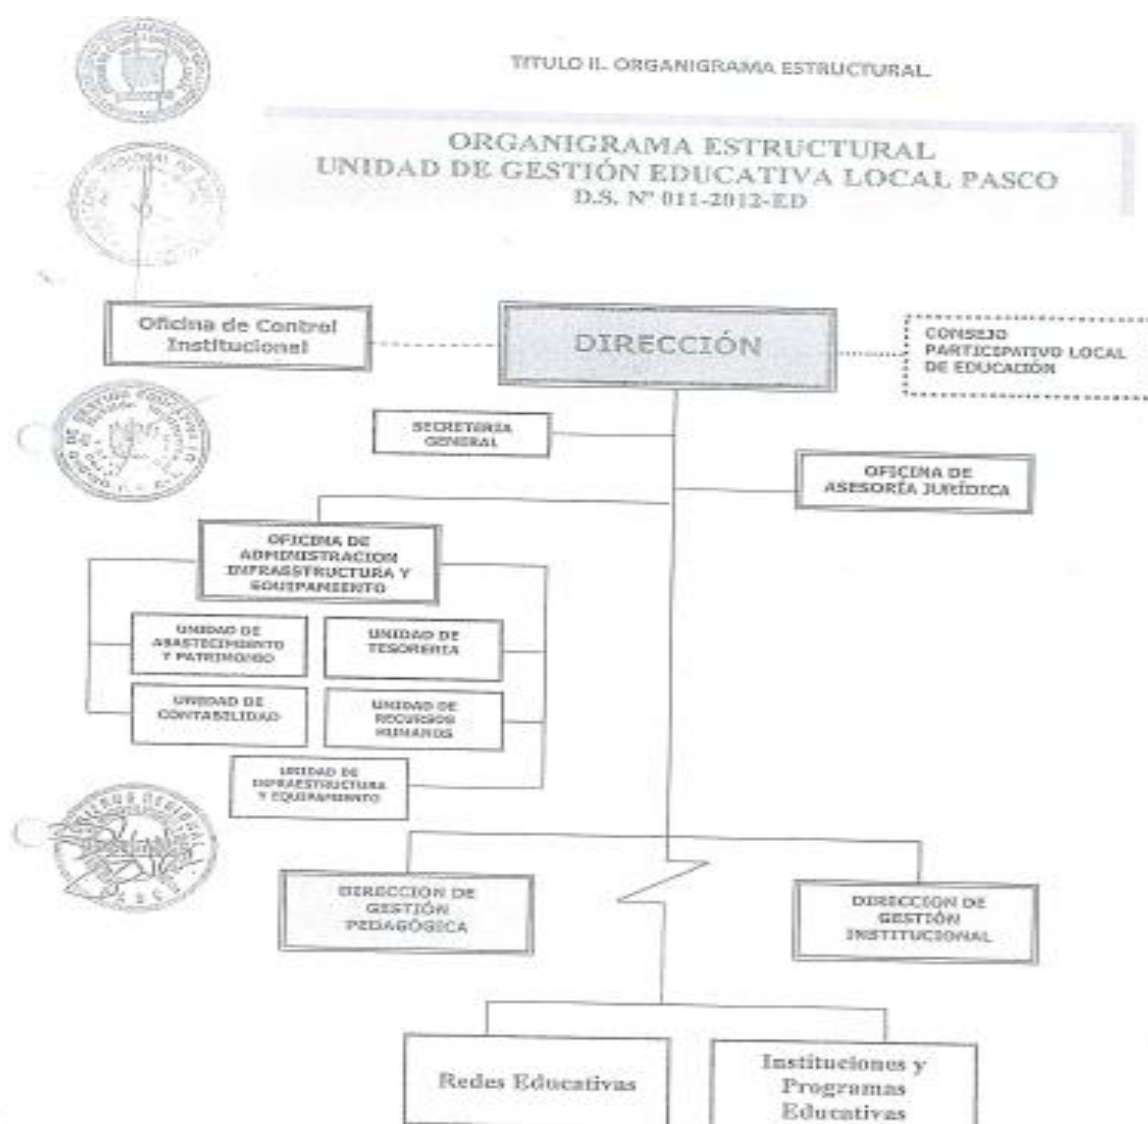 TITULO II. ORGANIGRAMA ESTRUCTURAL.
ORGANIGRAMA ESTRUCTURAL
UNIDAD DE GESTIÓN EDUCATIVA LOCAL PASCO
D.S. Nº 011-2012-ED
Oficina de Control
Institucional
DIRECCIÓN
CONSEJO
PARTICIPATIVO LOCAL
DE EDUCACIÓN
SECRETERIA
GENERAL
OFICINA DE
ASESORÍA JURÍDICA
OFICINA DE
ADMINISTRACION
INFRASSTRUCTURA Y
EQUIPAMIENTO
UNIDAD DE
ABASTECIMIENTO
Y PATRIMONIO
UNIDAD DE
TESORERIA
UNIDAD DE
CONTABILIDAD
UNIDAD DE
RECURSOS
HUMANOS
UNIDAD DE
INFRAESTRUCTURA
Y EQUIPAMIENTO
DIRECCION DE
GESTIÓN
PEDAGÓGICA
DIRECCION DE
GESTIÓN
INSTITUCIONAL
Redes Educativas
Instituciones y
Programas
Educativas